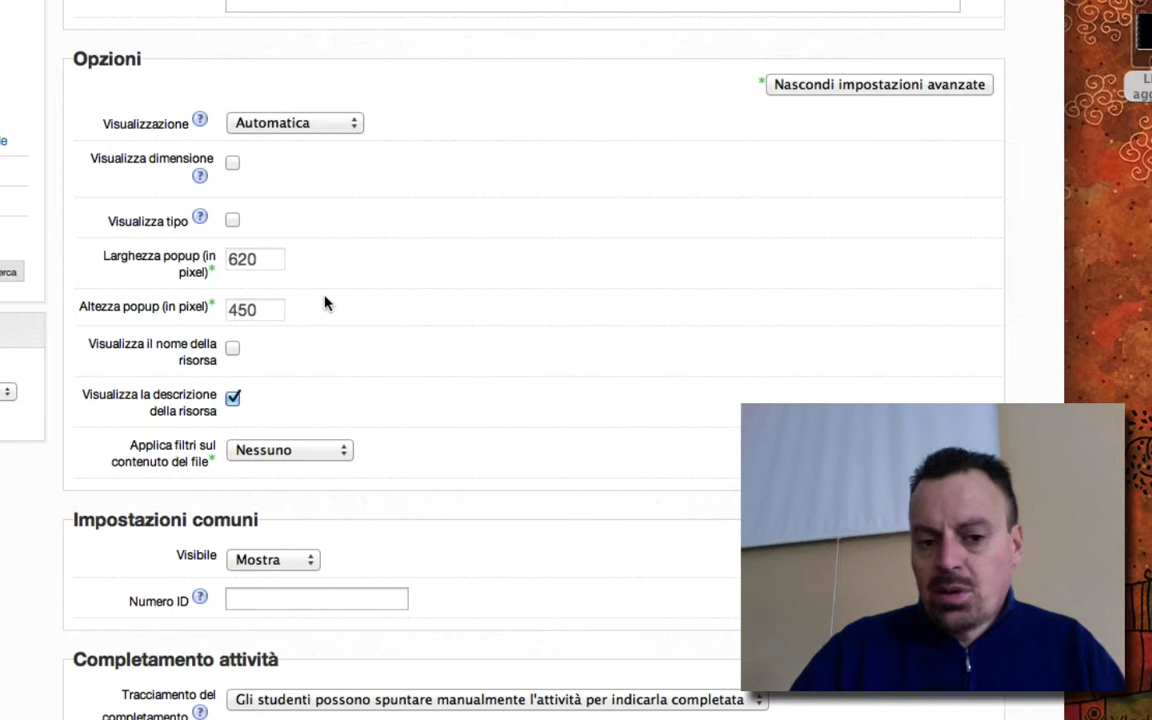 Opzioni
* Nascondi impostazioni avanzate
Visualizzazione
Automatica
Visualizza dimensione
Visualizza tipo
Larghezza popup (in
pixel)*
620
Altezza popup (in pixel)*
450
Visualizza il nome della
risorsa
Visualizza la descrizione
della risorsa
Applica filtri sul
contenuto del file*
Nessuno
Impostazioni comuni
Visibile
Mostra
Numero ID
Completamento attività
Tracciamento del
completamento
Gli studenti possono spuntare manualmente l'attività per indicarla completata